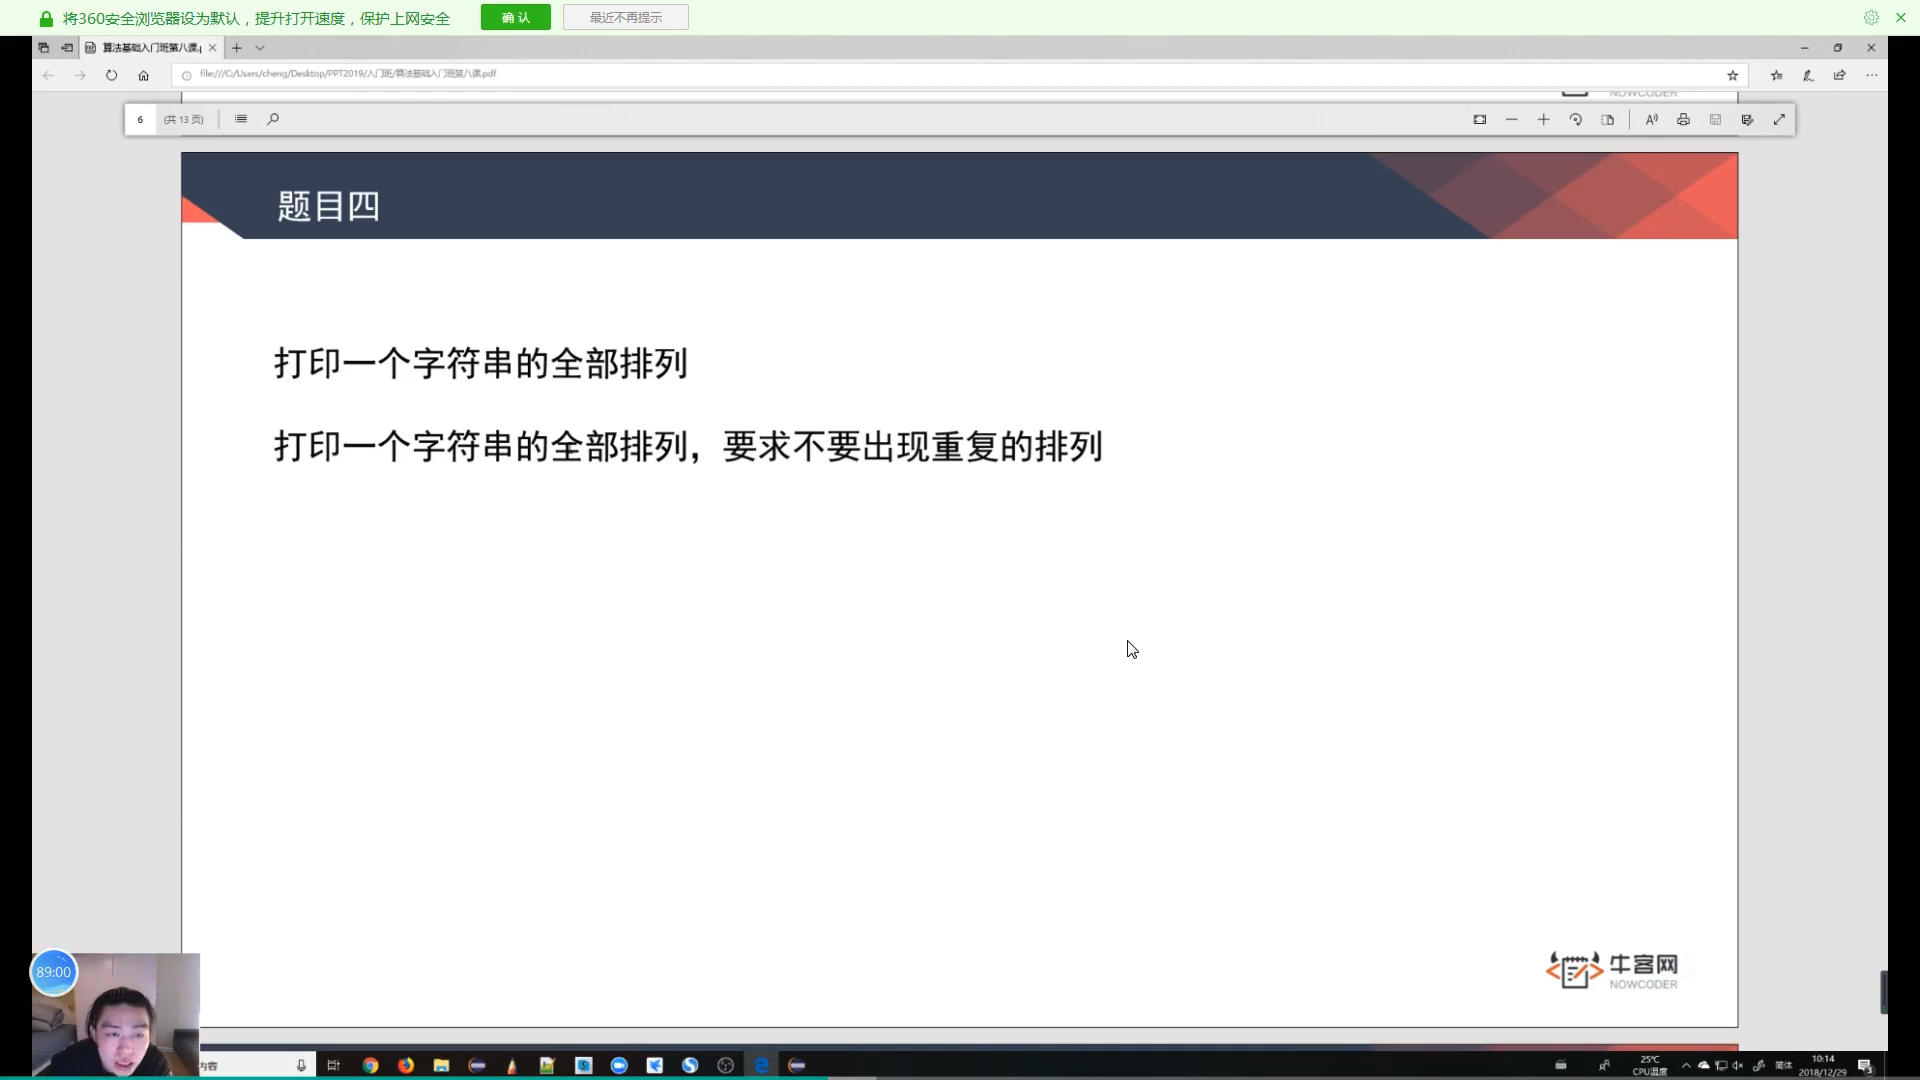 将360安全浏览器设为默认，提升打开速度，保护上网安全
确 认
最近不再提示
算法基础入门班第八课.p
file:///C:/Users/cheng/Desktop/PPT2019/入门班/算法基础入门班第八课.pdf
NOWCODER
6
(共 13 页)
题目四
打印一个字符串的全部排列
打印一个字符串的全部排列，要求不要出现重复的排列
牛客网
NOWCODER
89:00
内容
25℃
CPU温度
简体
10:14
2018/12/29